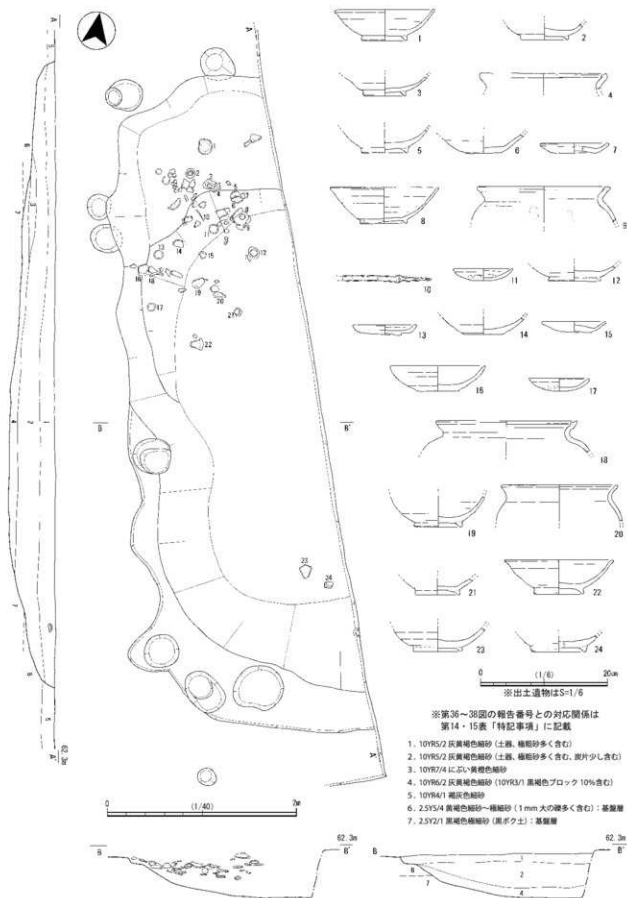 A
A'
1
2
3
4
5
6
7
8
9
10
11
12
13
14
15
16
17
18
19
20
21
22
23
24
B
B'
62.3m
A'
0 (1/6) 20cm
※出土遺物はS=1/6
※第36~38図の報告番号との対応関係は
第14・15表「特記事項」に記載
1. 10YR5/2 灰黄褐色細砂(土器、極粗砂多く含む)
2. 10YR5/2 灰黄褐色細砂(土器、極粗砂多く含む、炭片少し含む)
3. 10YR7/4 にぶい黄橙色細砂
4. 10YR6/2 灰黄褐色細砂(10YR3/1 黒褐色ブロック 10%含む)
5. 10YR4/1 褐灰色細砂
6. 2.5Y5/4 黄褐色細砂~極細砂(1mm 大の礫多く含む):基盤層
7. 2.5Y2/1 黒褐色極細砂(黒ボク土):基盤層
0 (1/40) 2m
B 62.3m B'
B 62.3m B'
1
2
4
6
7